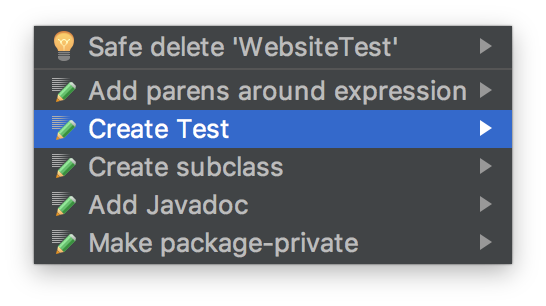 Safe delete 'WebsiteTest'
Add parens around expression
Create Test
Create subclass
Add Javadoc
Make package-private